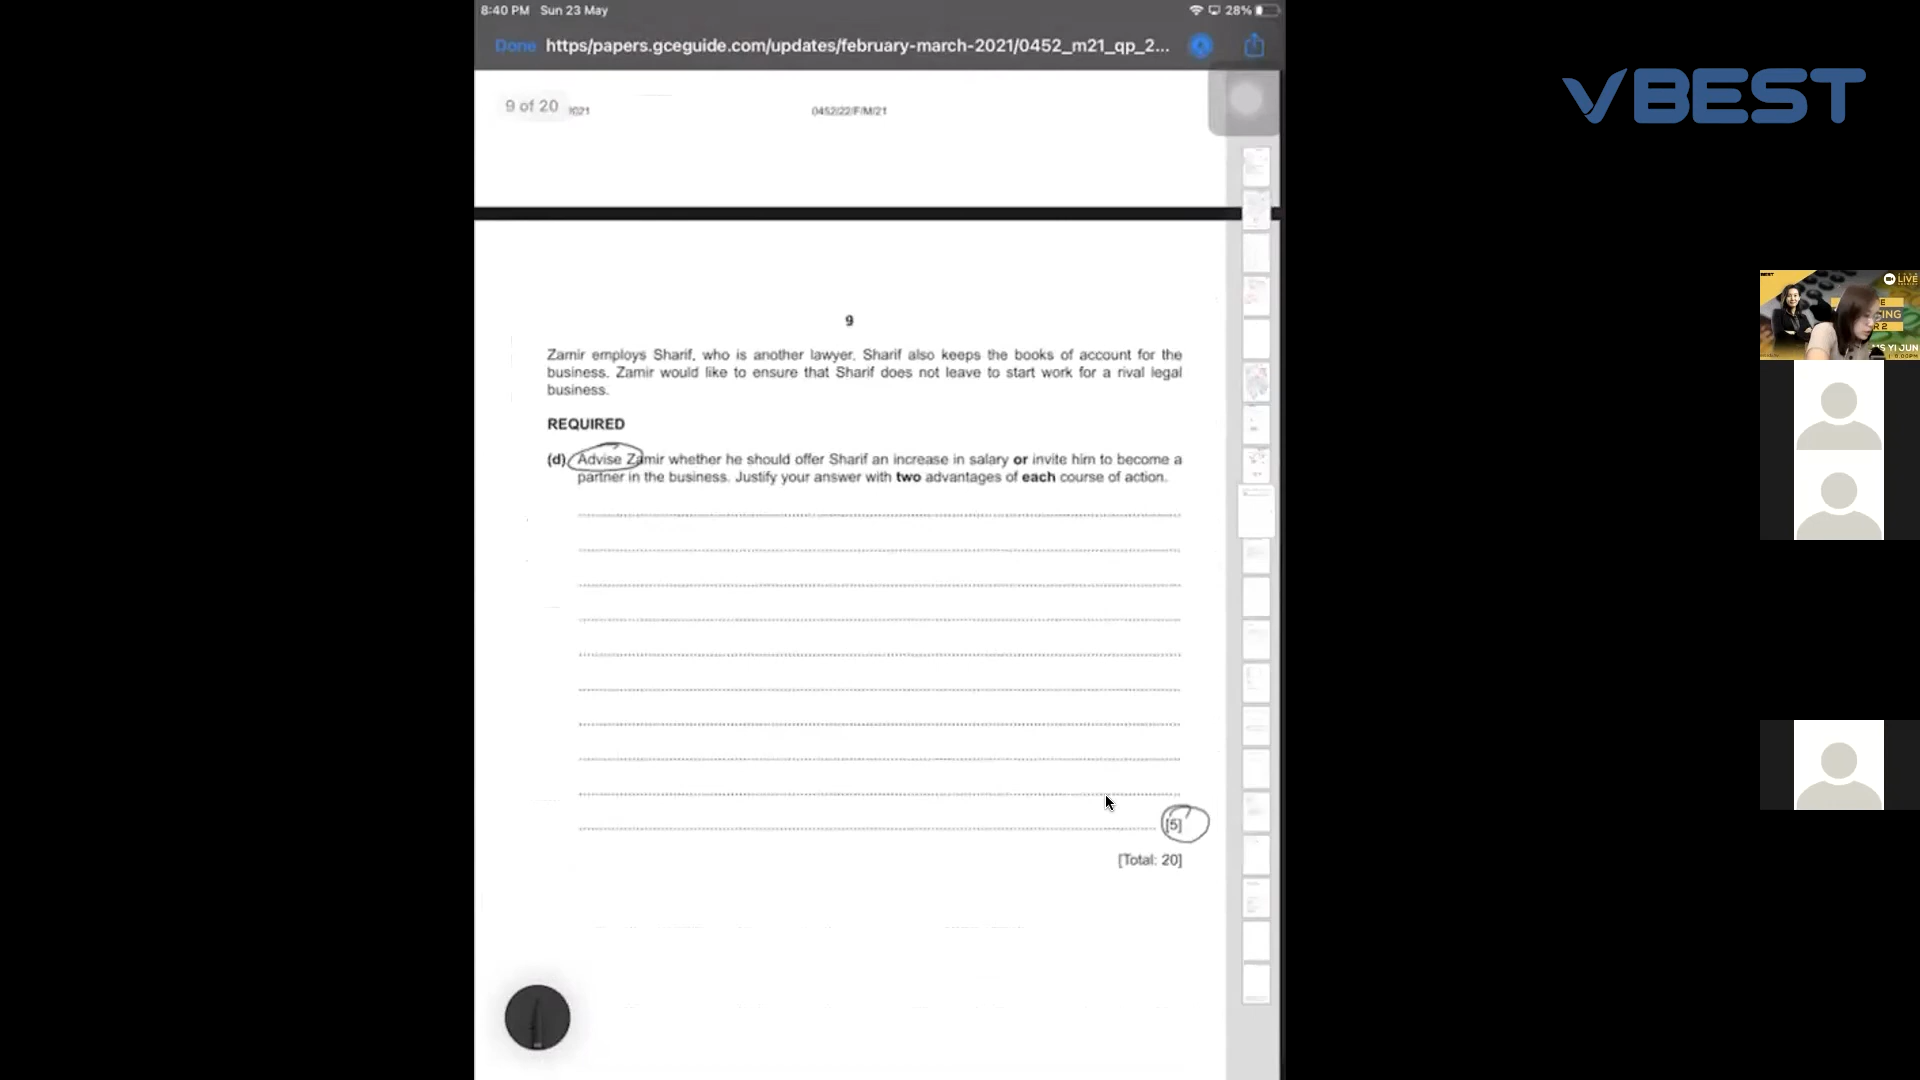 8:40 PM Sun 23 May
28%
Done https/papers.gceguide.com/updates/february-march-2021/0452_m21_qp_2...
9 of 20
0452/22/F/M/21
VBEST
9
Zamir employs Sharif, who is another lawyer. Sharif also keeps the books of account for the
business. Zamir would like to ensure that Sharif does not leave to start work for a rival legal
business.
REQUIRED
(d) Advise Zamir whether he should offer Sharif an increase in salary or invite him to become a
partner in the business. Justify your answer with two advantages of each course of action.
[5]
[Total: 20]
LIVE
MS YI JUN